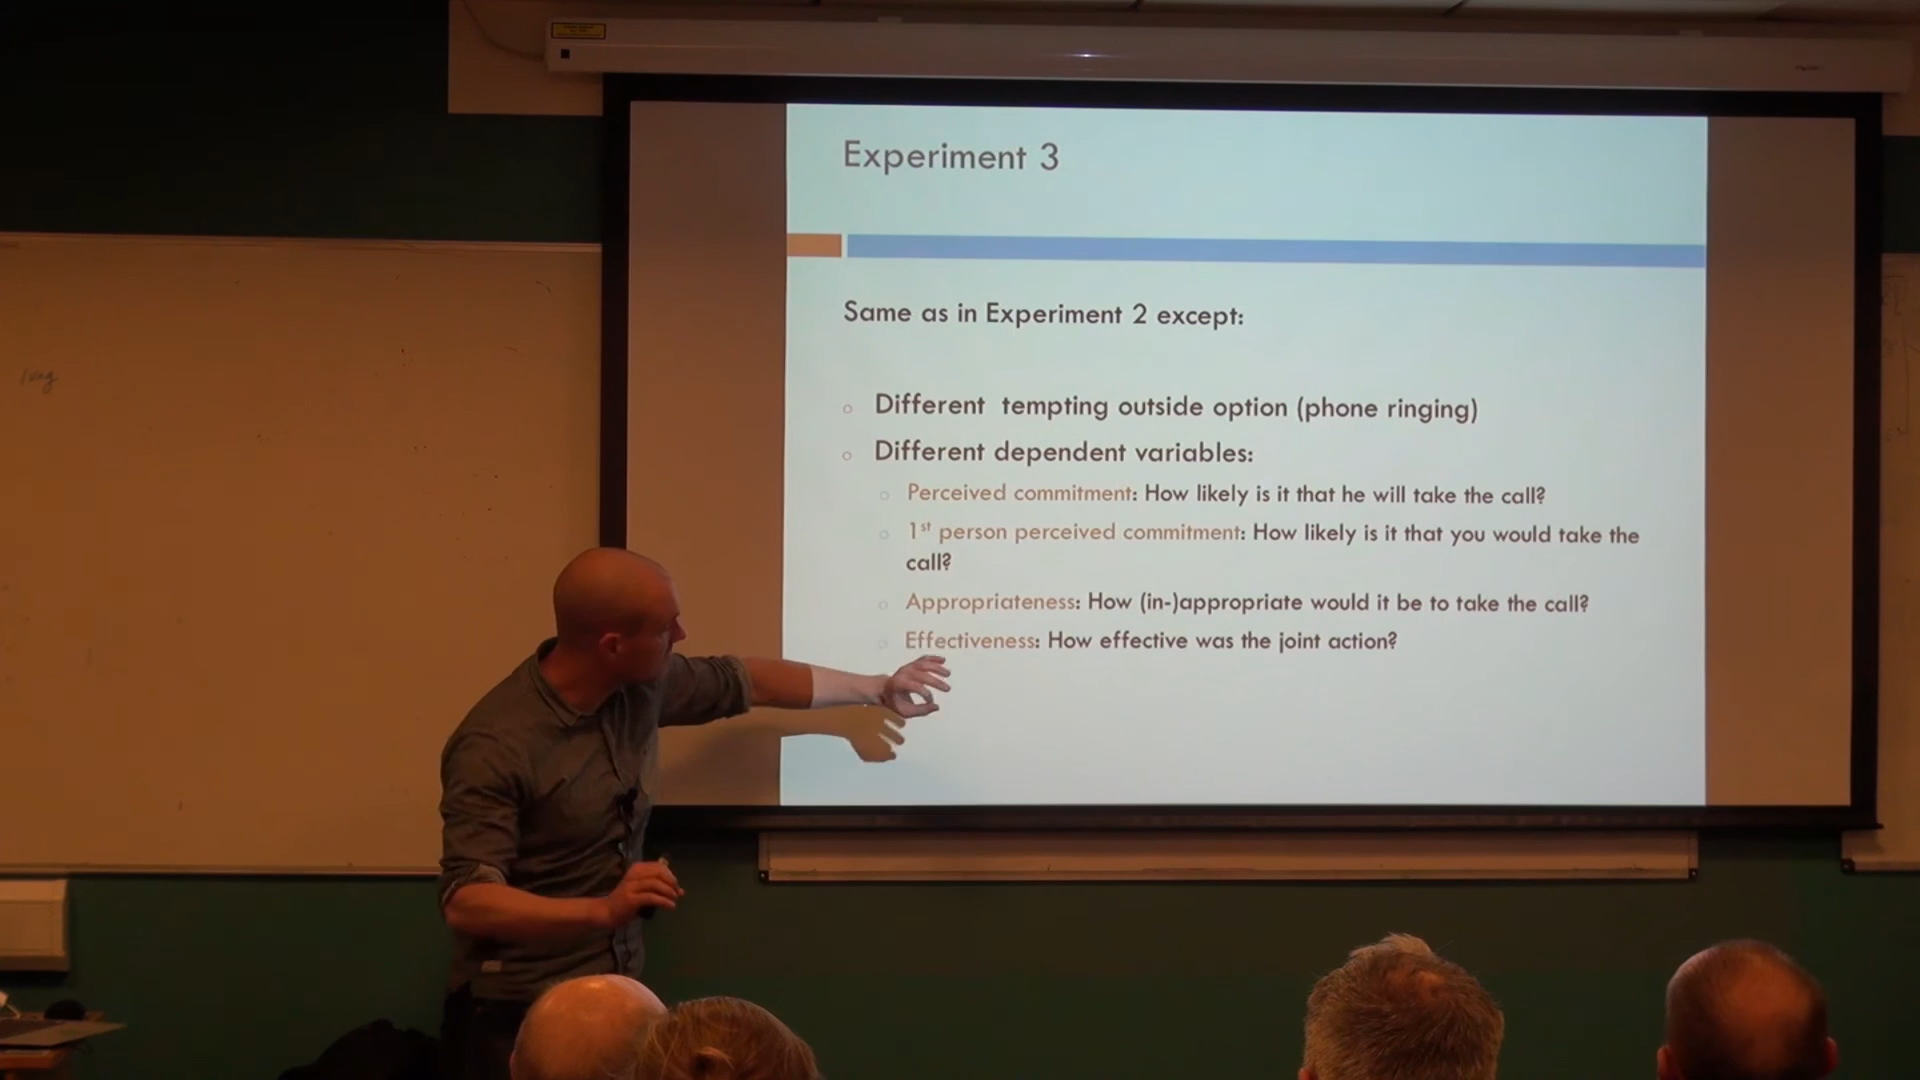 Experiment 3
Same as in Experiment 2 except:
Different tempting outside option (phone ringing)
Different dependent variables:
Perceived commitment: How likely is it that he will take the call?
1st person perceived commitment: How likely is it that you would take the
call?
Appropriateness: How (in-)appropriate would it be to take the call?
Effectiveness: How effective was the joint action?